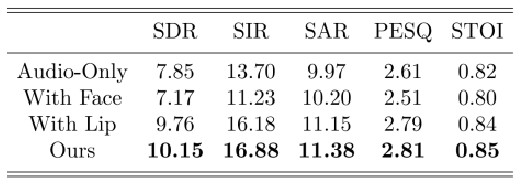 SDR SIR SAR PESQ STOI
Audio-Only 7.85 13.70 9.97 2.61 0.82
With Face 7.17 11.23 10.20 2.51 0.80
With Lip 9.76 16.18 11.15 2.79 0.84
Ours 10.15 16.88 11.38 2.81 0.85